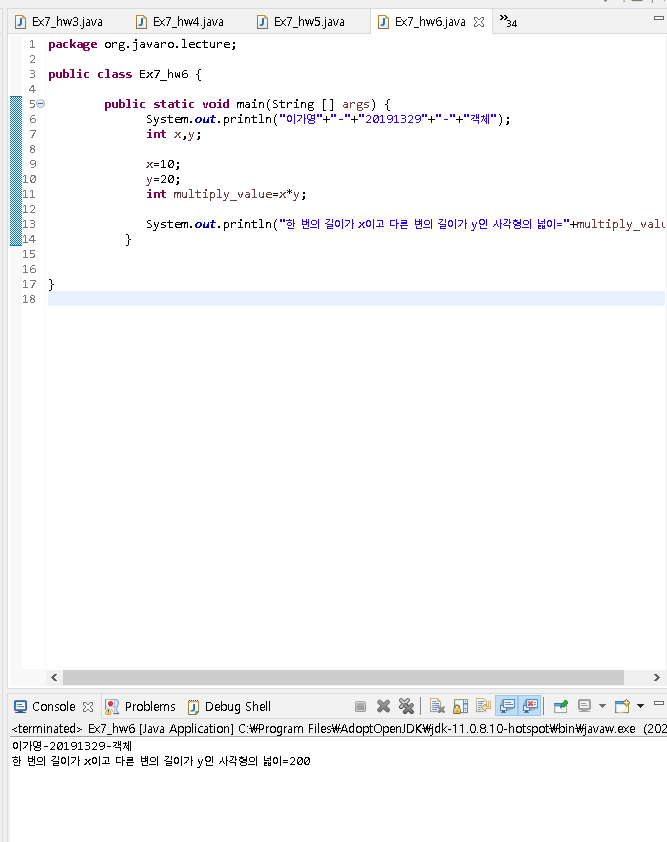 Ex7_hw3.java Ex7_hw4.java Ex7_hw5.java Ex7_hw6.java »34
1 package org.javaro.lecture;
2
3 public class Ex7_hw6 {
4
5 public static void main(String [] args) {
6 System.out.println("이가영"+"-"+"20191329"+"-"+"객체");
7 int x,y;
8
9 x=10;
10 y=20;
11 int multiply_value=x*y;
12
13 System.out.println("한 변의 길이가 x이고 다른 변의 길이가 y인 사각형의 넓이="+multiply_valu
14 }
15
16
17 }
18
Console Problems Debug Shell
<terminated> Ex7_hw6 [Java Application] C:₩Program Files₩AdoptOpenJDK₩jdk-11.0.8.10-hotspot₩bin₩javaw.exe (202
이가영-20191329-객체
한 변의 길이가 x이고 다른 변의 길이가 y인 사각형의 넓이=200